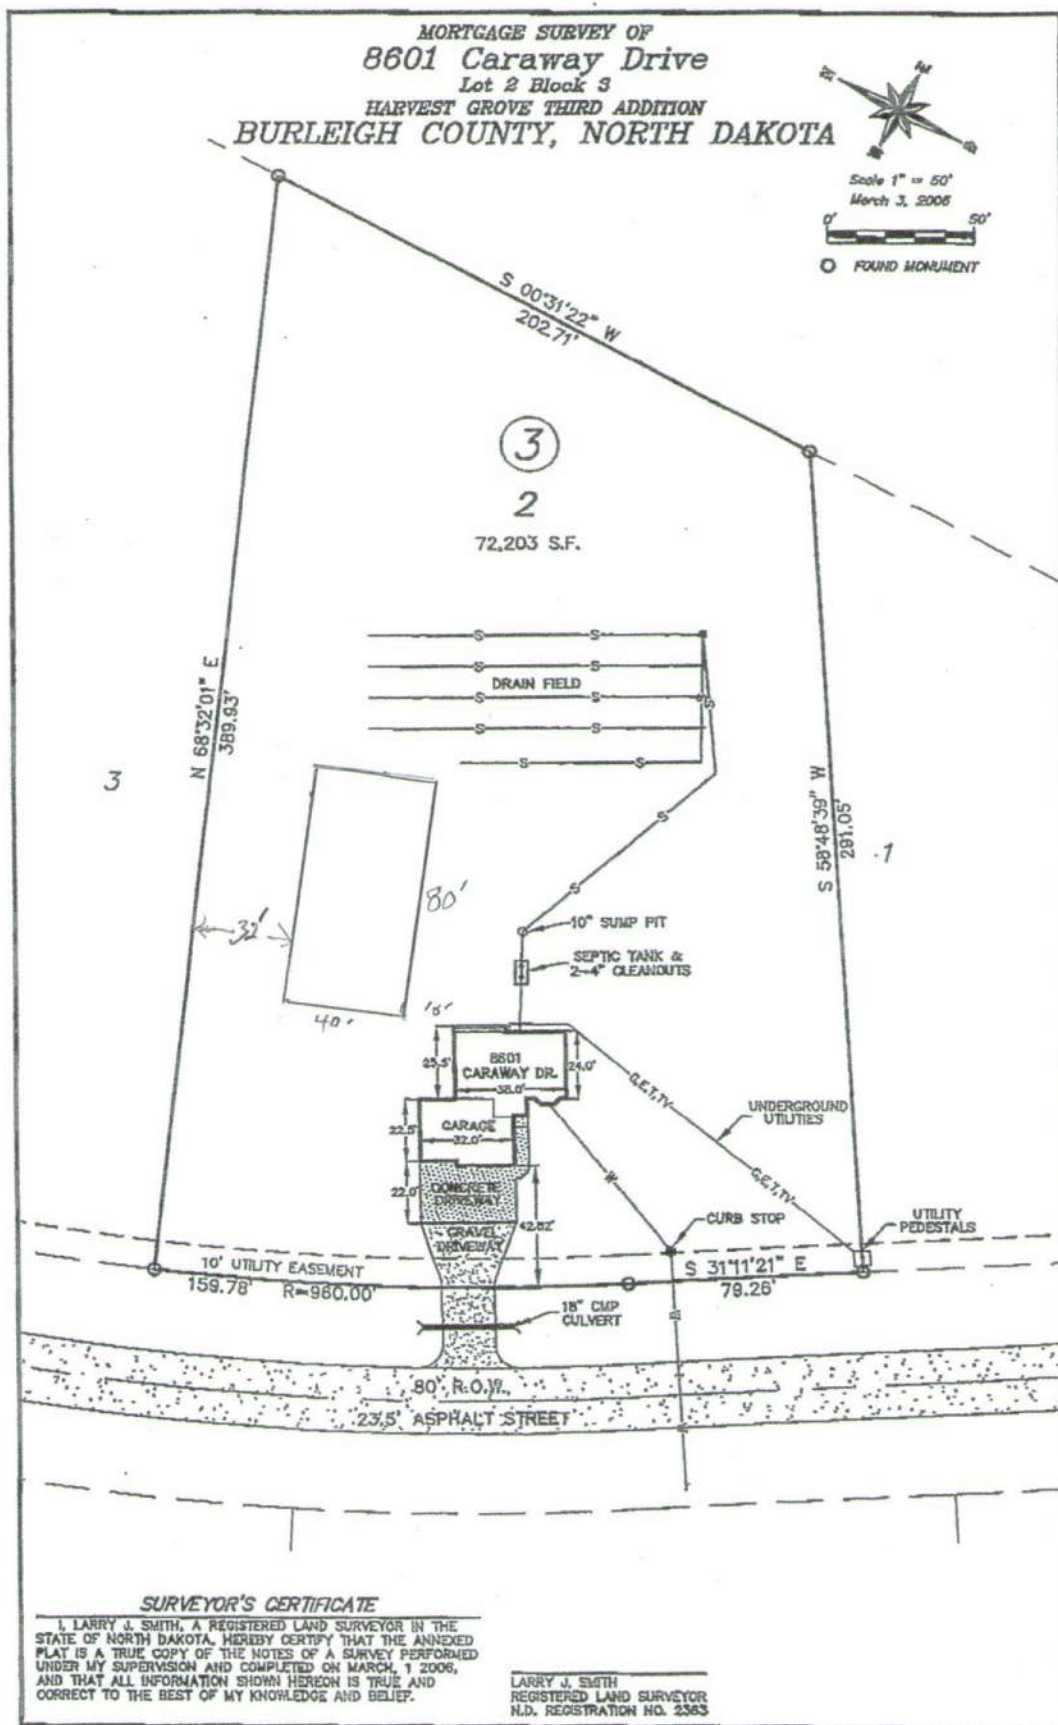 MORTGAGE SURVEY OF
8601 Caraway Drive
Lot 2 Block 3
HARVEST GROVE THIRD ADDITION
BURLEIGH COUNTY, NORTH DAKOTA
Scale 1" = 50'
March 3, 2006
0' 50'
FOUND MONUMENT
S 00°31'22" W
202.71'
3
2
72,203 S.F.
N 68°32'01" E
389.93'
S S
S S
DRAIN FIELD
S S
S
S S
S S
3
S 58°48'39" W
291.05'
1
S
S
80'
32'
40'
18'
10" SUMP PIT
SEPTIC TANK &
2-4" CLEANOUTS
25.5'
8601
CARAWAY DR.
38.0'
24.0'
G,E,T,TV
UNDERGROUND
UTILITIES
22.5'
GARAGE
32.0'
W
G,E,T,TV
22.0'
CONCRETE
DRIVEWAY
42.82'
GRAVEL
DRIVEWAY
CURB STOP
UTILITY
PEDESTALS
10' UTILITY EASEMENT
159.78' R=960.00'
S 31°11'21" E
79.26'
18" CMP
CULVERT
80' R.O.W.
23.5' ASPHALT STREET
SURVEYOR'S CERTIFICATE
I, LARRY J. SMITH, A REGISTERED LAND SURVEYOR IN THE
STATE OF NORTH DAKOTA, HEREBY CERTIFY THAT THE ANNEXED
PLAT IS A TRUE COPY OF THE NOTES OF A SURVEY PERFORMED
UNDER MY SUPERVISION AND COMPLETED ON MARCH, 1 2006,
AND THAT ALL INFORMATION SHOWN HEREON IS TRUE AND
CORRECT TO THE BEST OF MY KNOWLEDGE AND BELIEF.
LARRY J. SMITH
REGISTERED LAND SURVEYOR
N.D. REGISTRATION NO. 2363